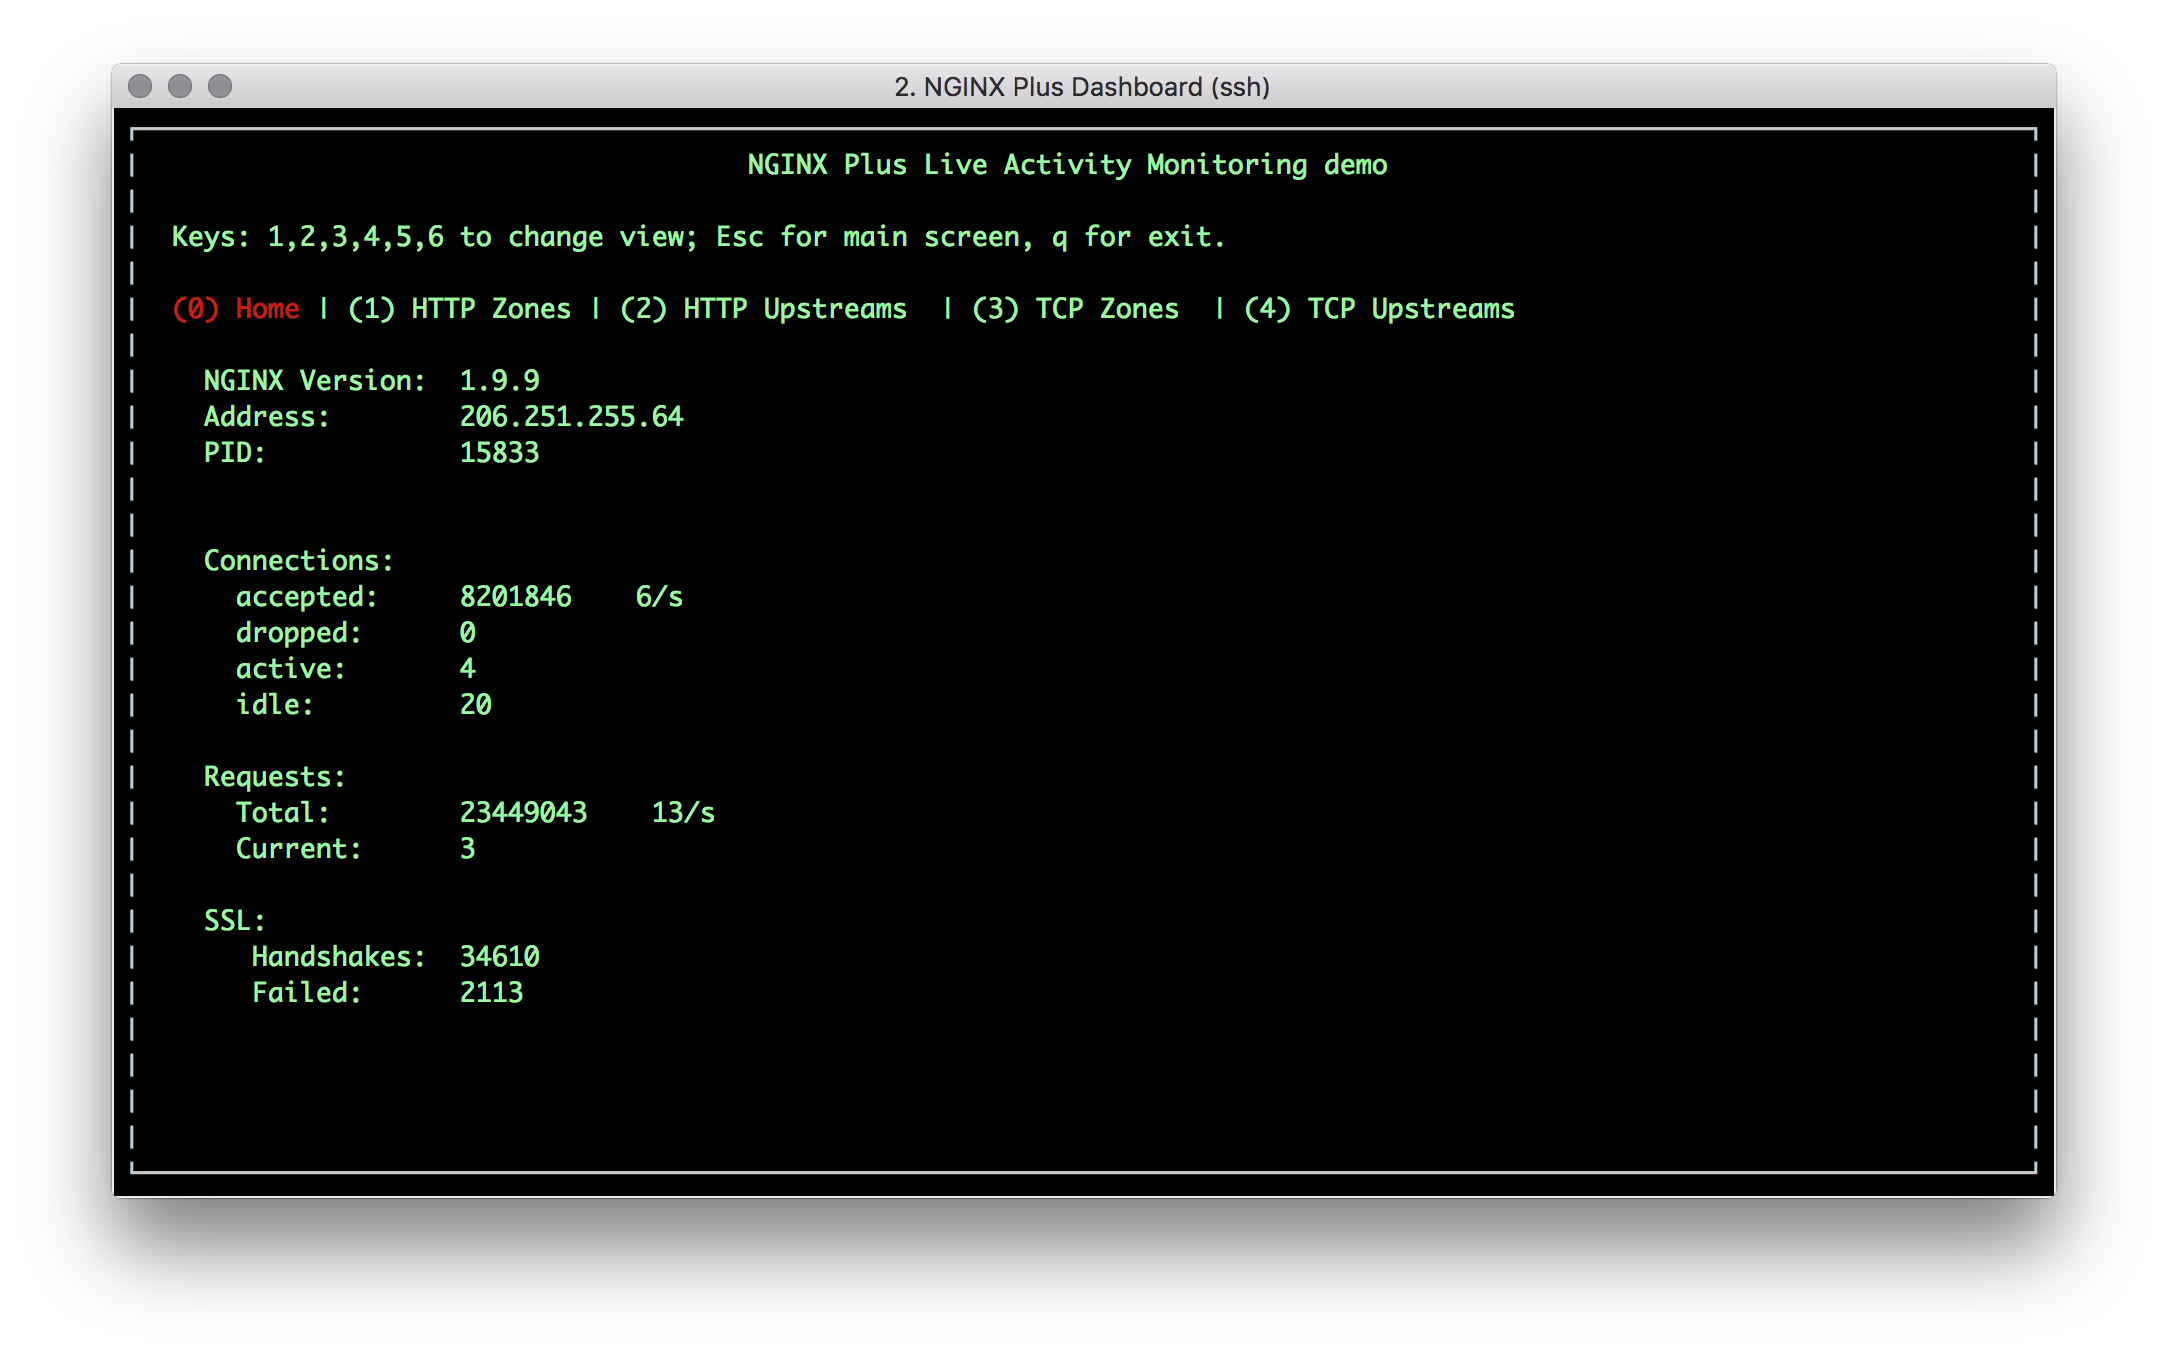 2. NGINX Plus Dashboard (ssh)
NGINX Plus Live Activity Monitoring demo
Keys: 1,2,3,4,5,6 to change view; Esc for main screen, q for exit.
(0) Home | (1) HTTP Zones | (2) HTTP Upstreams | (3) TCP Zones | (4) TCP Upstreams
NGINX Version: 1.9.9
Address: 206.251.255.64
PID: 15833
Connections:
accepted: 8201846 6/s
dropped: 0
active: 4
idle: 20
Requests:
Total: 23449043 13/s
Current: 3
SSL:
Handshakes: 34610
Failed: 2113